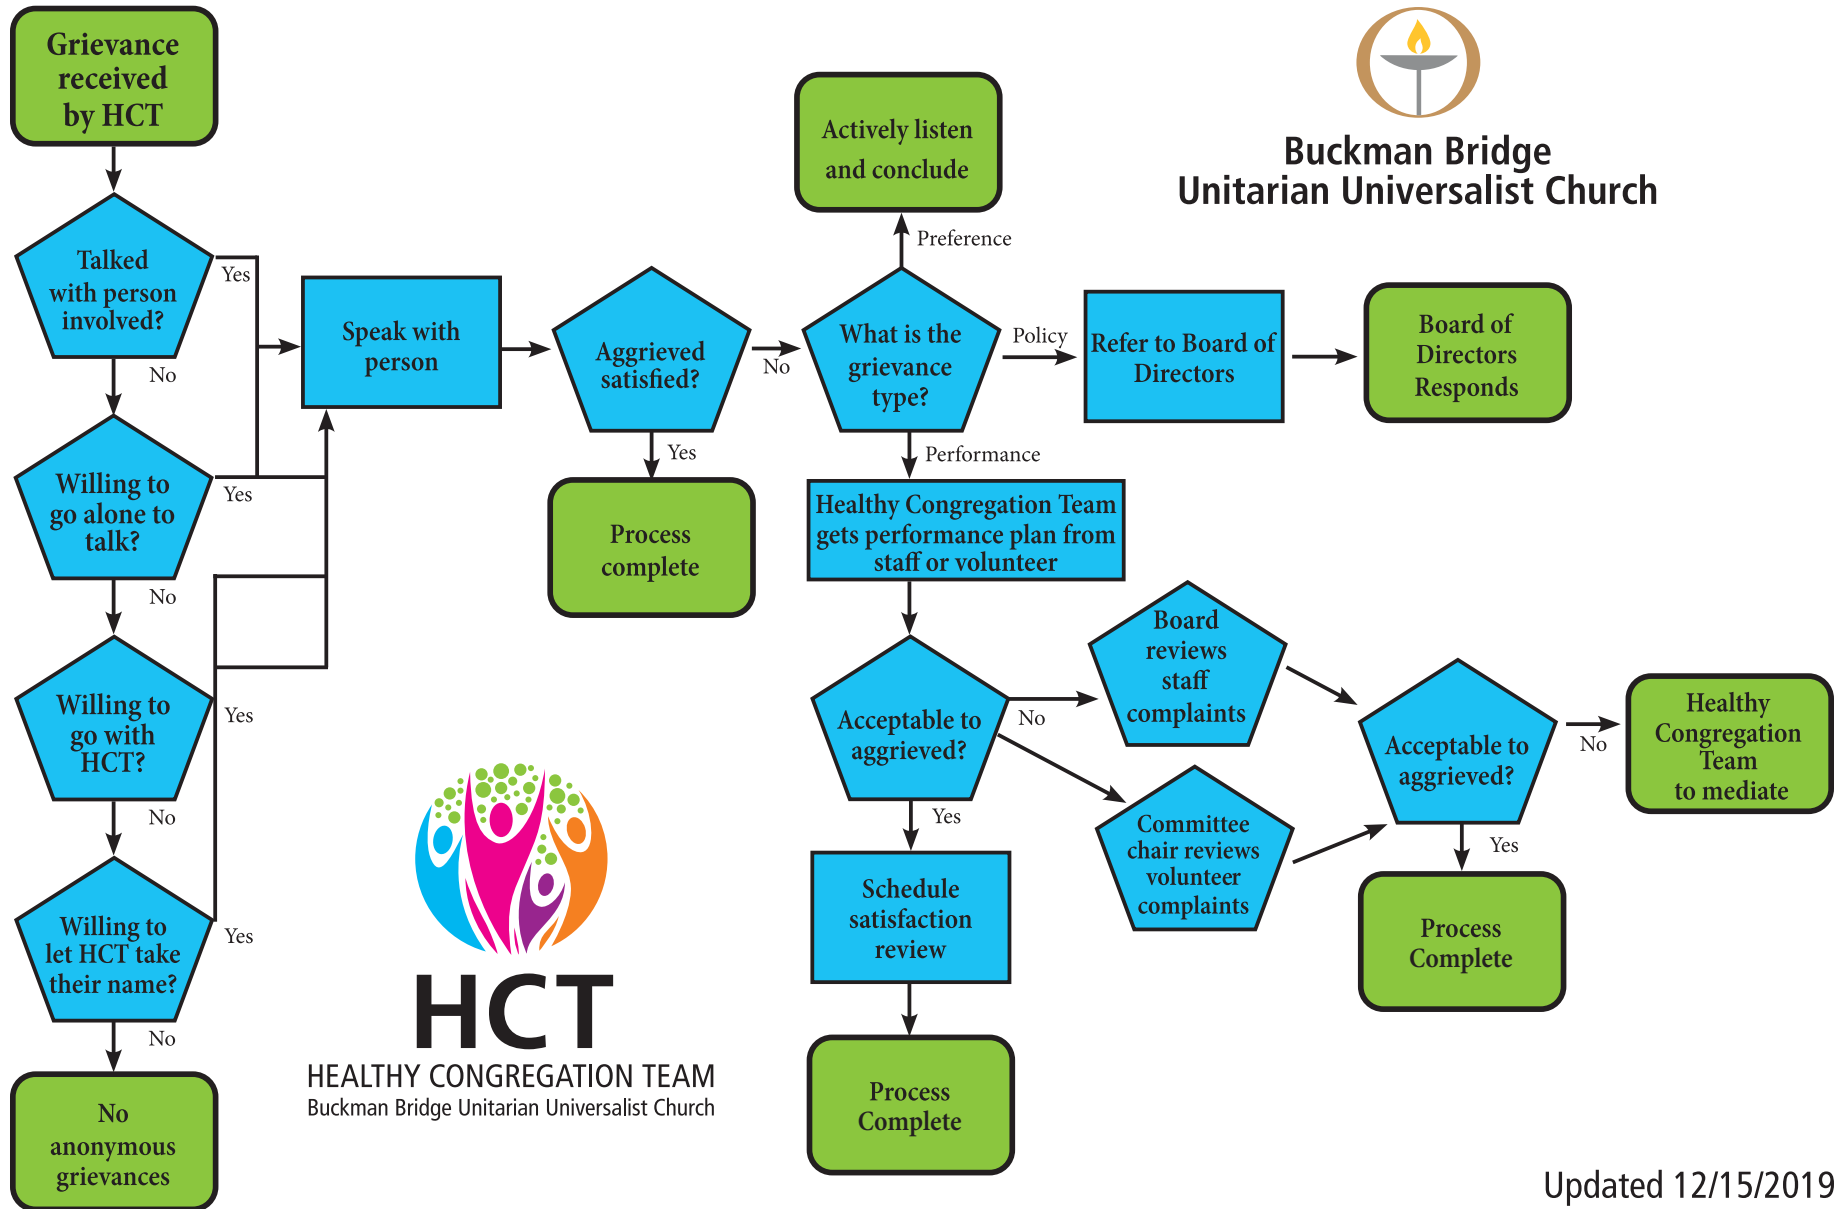 Grievance
received
by HCT
Talked
with person
involved?
Yes
No
Willing to
go alone to
talk?
Yes
No
Willing to
go with
HCT?
Yes
No
Willing to
let HCT take
their name?
Yes
No
No
anonymous
grievances
Speak with
person
Aggrieved
satisfied?
No
Yes
Process
complete
What is the
grievance
type?
Preference
Actively listen
and conclude
Policy
Refer to Board of
Directors
Board of
Directors
Responds
Performance
Healthy Congregation Team
gets performance plan from
staff or volunteer
Acceptable to
aggrieved?
No
Yes
Schedule
satisfaction
review
Process
Complete
Board
reviews
staff
complaints
Committee
chair reviews
volunteer
complaints
Acceptable to
aggrieved?
No
Healthy
Congregation
Team
to mediate
Yes
Process
Complete
Buckman Bridge
Unitarian Universalist Church
HCT
HEALTHY CONGREGATION TEAM
Buckman Bridge Unitarian Universalist Church
Updated 12/15/2019